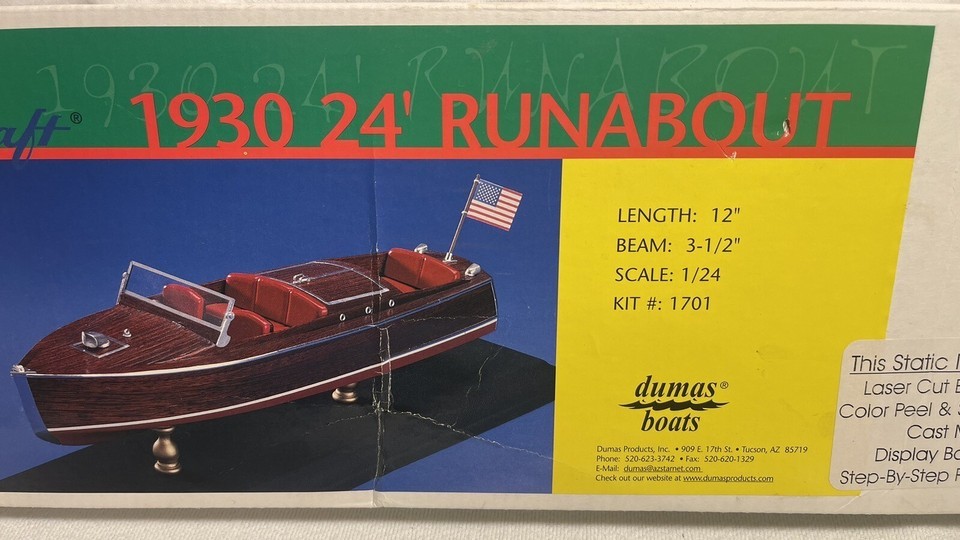 1930 24' RUNABOUT
aft®
1930 24' RUNABOUT
LENGTH: 12"
BEAM: 3-1/2"
SCALE: 1/24
KIT #: 1701
dumas®
boats
Dumas Products, Inc. • 909 E. 17th St. • Tucson, AZ 85719
Phone: 520-623-3742 • Fax: 520-620-1329
E-Mail: dumas@azstarnet.com
Check out our website at www.dumasproducts.com
This Static
Laser Cut
Color Peel &
Cast
Display
Step-By-Step